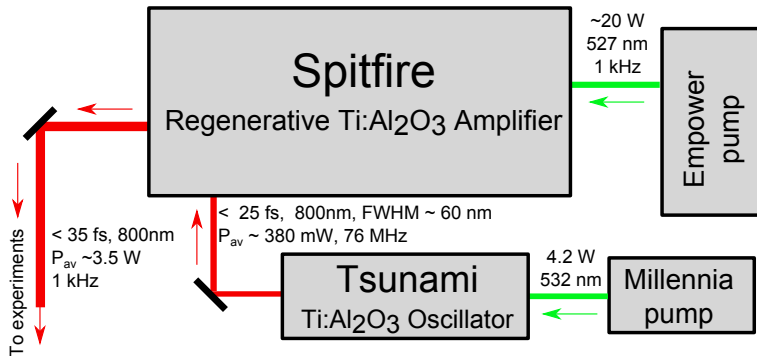 Spitfire
Regenerative Ti:Al2O3 Amplifier
~20 W
527 nm
1 kHz
Empower
pump
< 35 fs, 800nm
Pav ~3.5 W
1 kHz
To experiments
< 25 fs, 800nm, FWHM ~ 60 nm
Pav ~ 380 mW, 76 MHz
Tsunami
Ti:Al2O3 Oscillator
4.2 W
532 nm
Millennia
pump